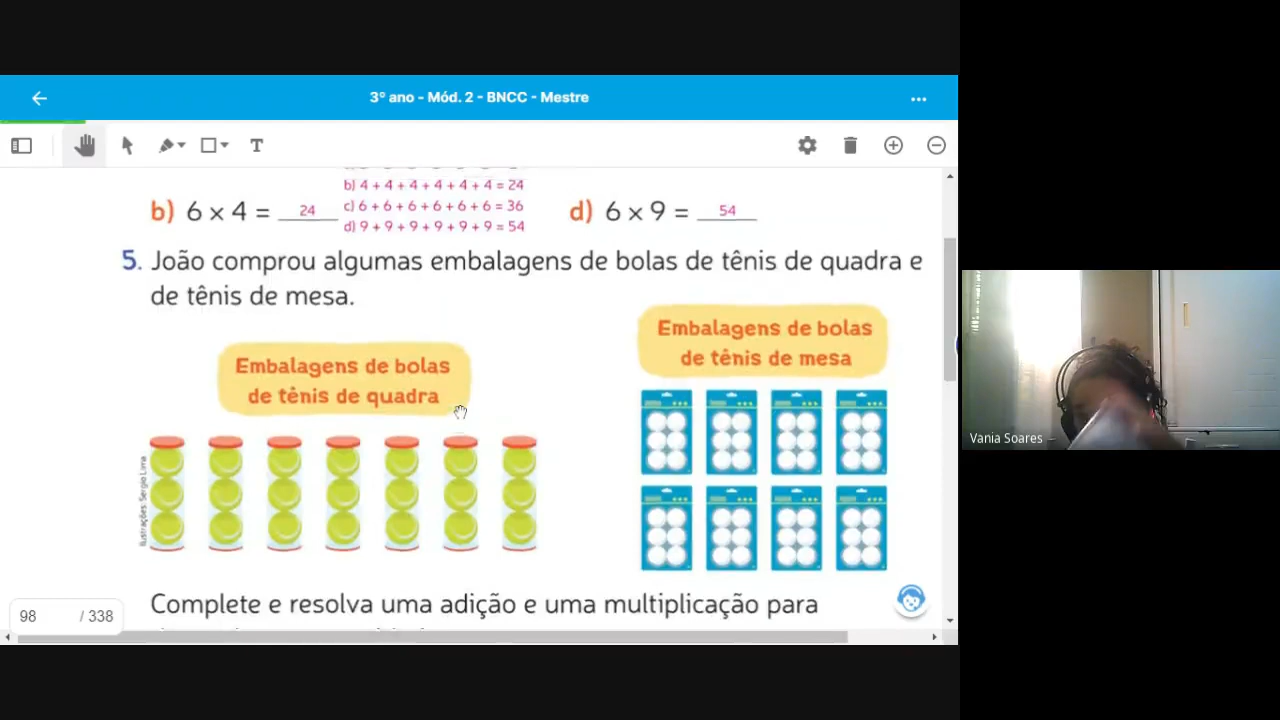 3º ano - Mód. 2 - BNCC - Mestre
T
b) 4 + 4 + 4 + 4 + 4 + 4 = 24
b) 6 x 4 = 24
c) 6 + 6 + 6 + 6 + 6 + 6 = 36
d) 6 x 9 = 54
d) 9 + 9 + 9 + 9 + 9 + 9 = 54
5. João comprou algumas embalagens de bolas de tênis de quadra e
de tênis de mesa.
Embalagens de bolas
de tênis de quadra
Embalagens de bolas
de tênis de mesa
Ilustrações: Sergio Lima
Complete e resolva uma adição e uma multiplicação para
98 / 338
Vania Soares